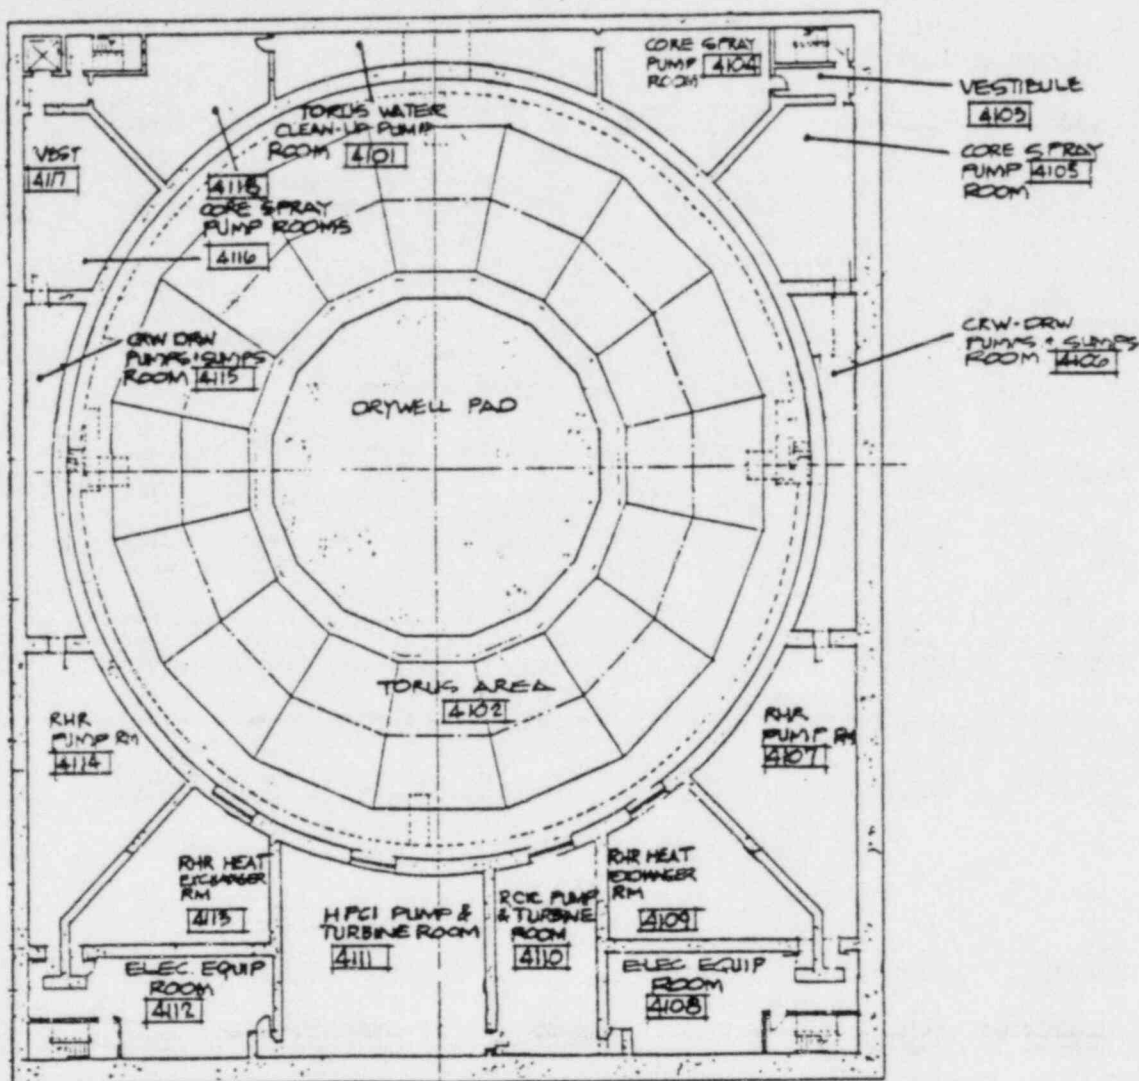 CORE SPRAY
PUMP 4104
ROOM
VESTIBULE
4103
TORUS WATER
CLEAN-UP PUMP
ROOM 4101
CORE SPRAY
PUMP 4105
ROOM
VEST
4117
4118
CORE SPRAY
PUMP ROOMS
4116
CRW DRW
PUMPS & SUMPS
ROOM 4115
CRW-DRW
PUMPS & SUMPS
ROOM 4106
DRYWELL PAD
TORUS AREA
4102
RHR
PUMP RM
4114
RHR
PUMP RM
4107
RHR HEAT
EXCHANGER
RM
4113
HPCI PUMP &
TURBINE ROOM
4111
RCIC PUMP
& TURBINE
ROOM
4110
RHR HEAT
EXCHANGER
RM
4109
ELEC. EQUIP
ROOM
4112
ELEC EQUIP
ROOM
4108